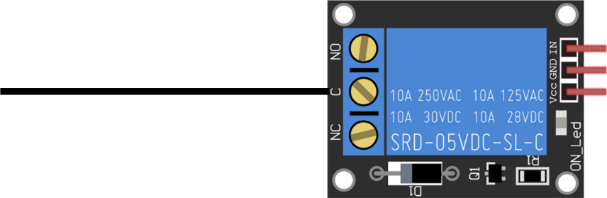 NO
C
NC
10A 250VAC 10A 125VAC
10A 30VDC 10A 28VDC
SRD-05VDC-SL-C
IN
GND
Vcc
ON_Led
D1
Q1
R1